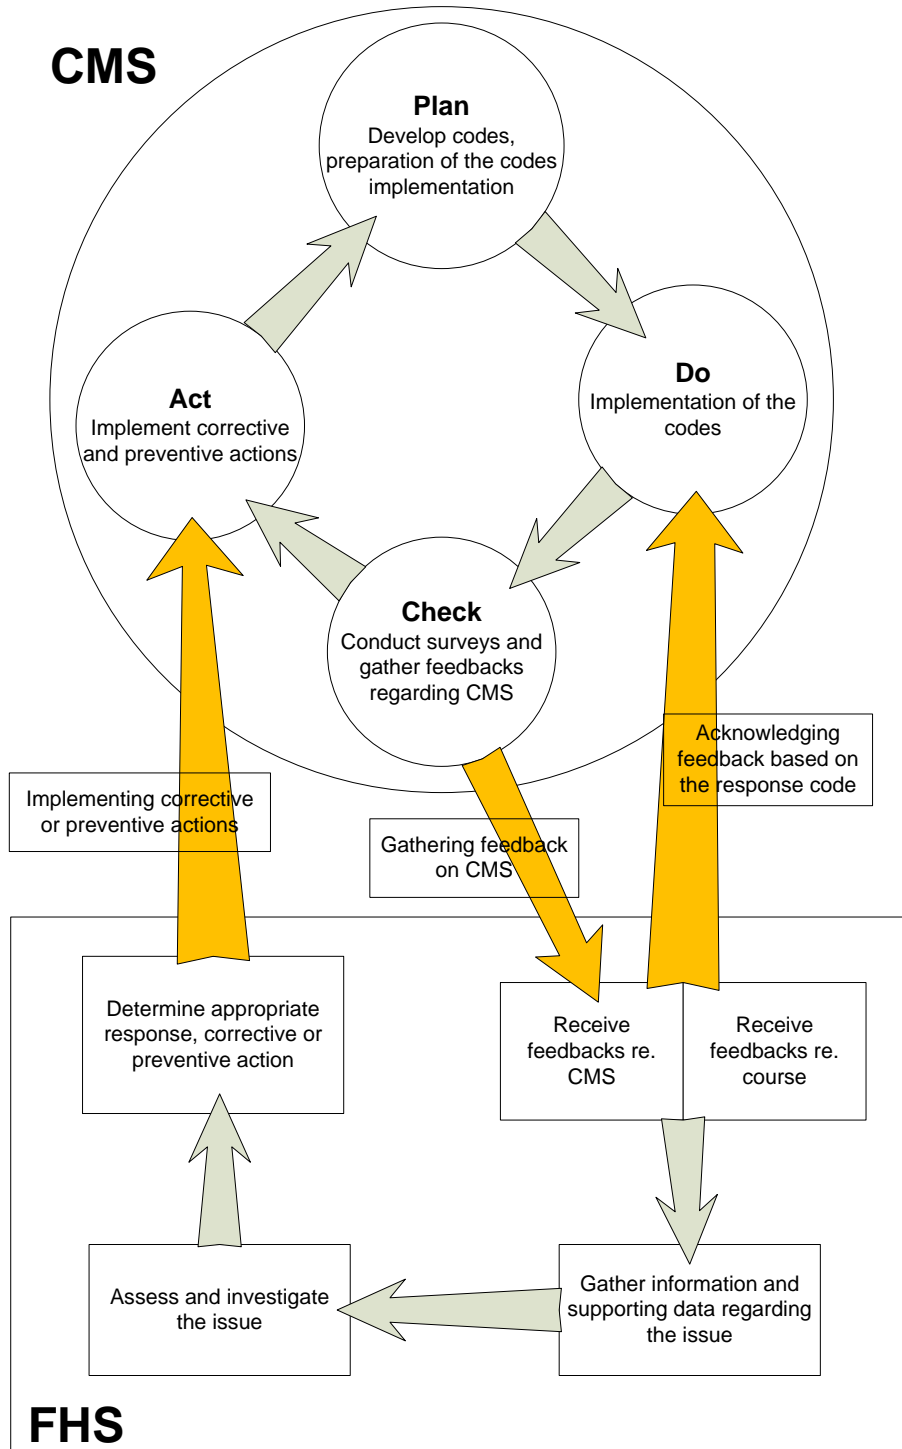 CMS
Plan
Develop codes,
preparation of the codes
implementation
Act
Implement corrective
and preventive actions
Do
Implementation of the
codes
Check
Conduct surveys and
gather feedbacks
regarding CMS
Acknowledging
feedback based on
the response code
Implementing corrective
or preventive actions
Gathering feedback
on CMS
Determine appropriate
response, corrective or
preventive action
Receive
feedbacks re.
CMS
Receive
feedbacks re.
course
Assess and investigate
the issue
Gather information and
supporting data regarding
the issue
FHS